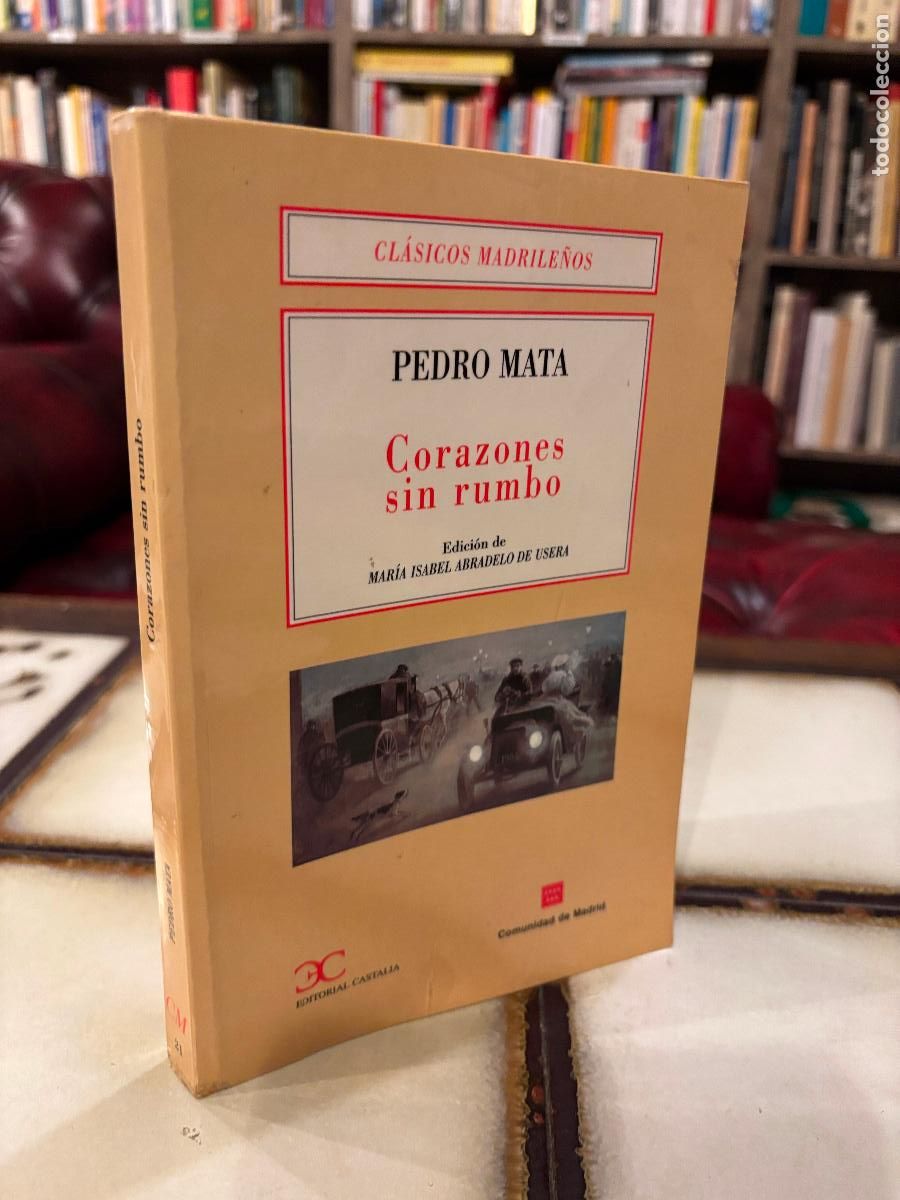 CLÁSICOS MADRILEÑOS
PEDRO MATA
Corazones
sin rumbo
Edición de
MARÍA ISABEL ABRADELO DE USERA
Comunidad de Madrid
EDITORIAL CASTALIA
Corazones sin rumbo
PEDRO MATA
CM
21
todocoleccion